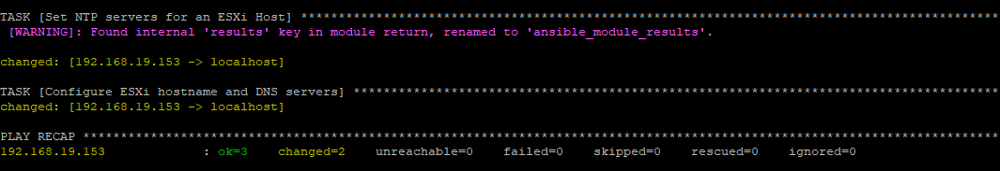 TASK [Set NTP servers for an ESXi Host] *********************************************************************************************
 [WARNING]: Found internal 'results' key in module return, renamed to 'ansible_module_results'.
changed: [192.168.19.153 -> localhost]
TASK [Configure ESXi hostname and DNS servers] **************************************************************************************
changed: [192.168.19.153 -> localhost]
PLAY RECAP **************************************************************************************************************************
192.168.19.153             : ok=3    changed=2    unreachable=0    failed=0    skipped=0    rescued=0    ignored=0